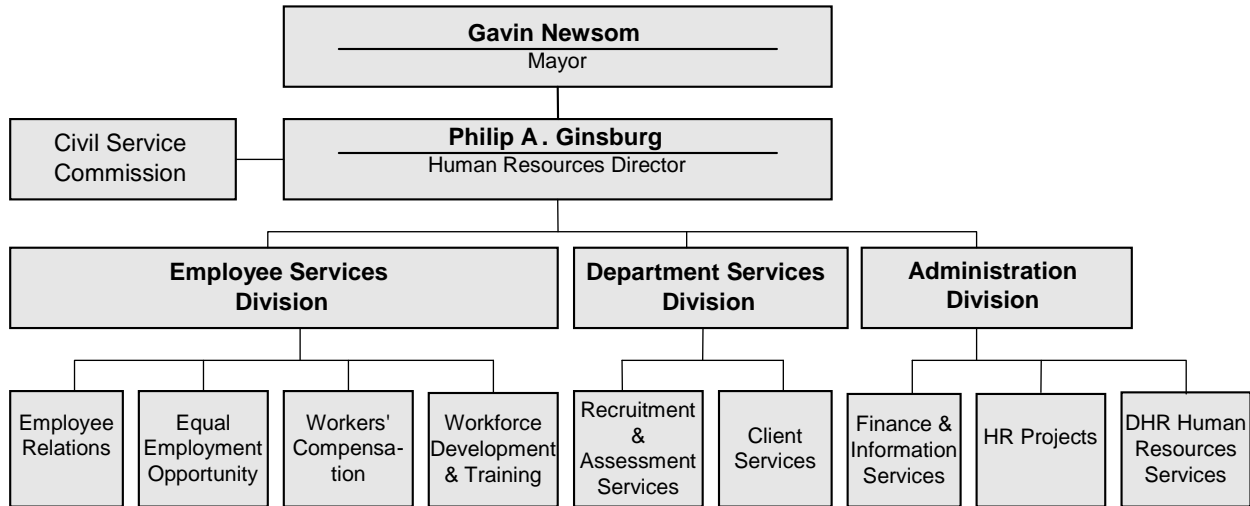 Gavin Newsom
Mayor
Civil Service
Commission
Philip A. Ginsburg
Human Resources Director
Employee Services
Division
Department Services
Division
Administration
Division
Employee
Relations
Equal
Employment
Opportunity
Workers'
Compensa-
tion
Workforce
Development
& Training
Recruitment
&
Assessment
Services
Client
Services
Finance &
Information
Services
HR Projects
DHR Human
Resources
Services